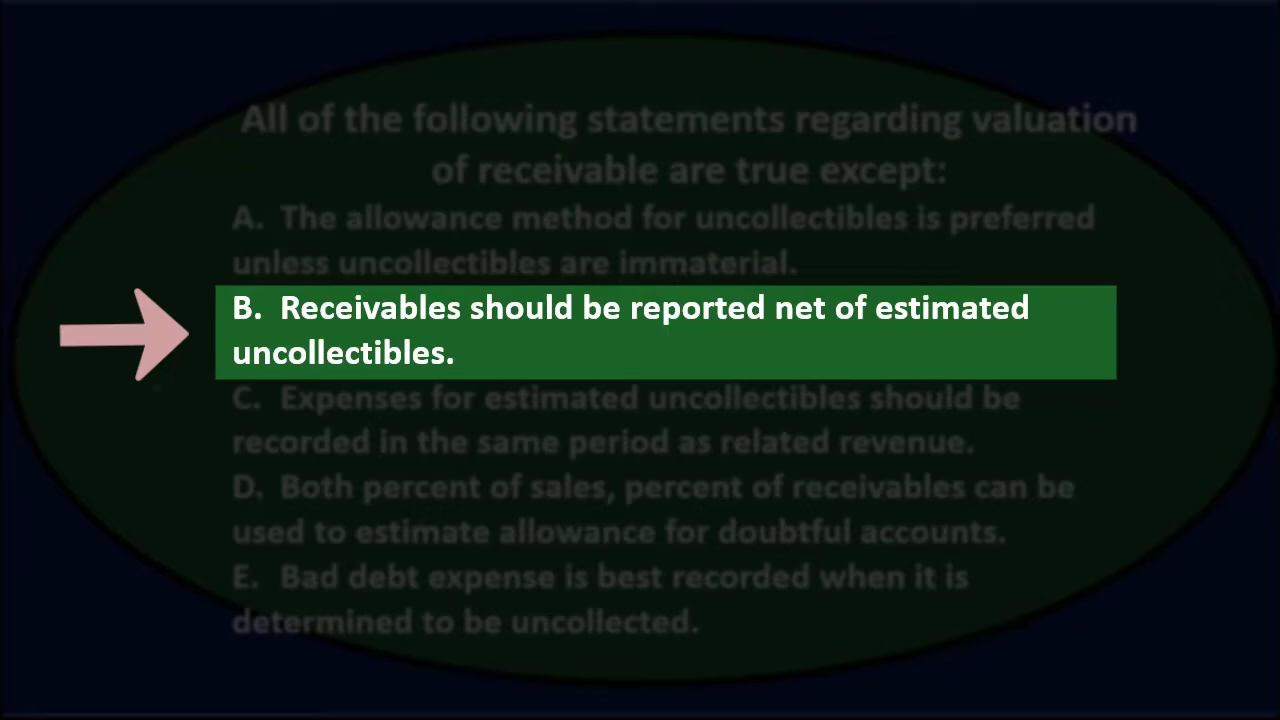 All of the following statements regarding valuation
of receivable are true except:
A. The allowance method for uncollectibles is preferred
unless uncollectibles are immaterial.
B. Receivables should be reported net of estimated
uncollectibles.
C. Expenses for estimated uncollectibles should be
recorded in the same period as related revenue.
D. Both percent of sales, percent of receivables can be
used to estimate allowance for doubtful accounts.
E. Bad debt expense is best recorded when it is
determined to be uncollected.